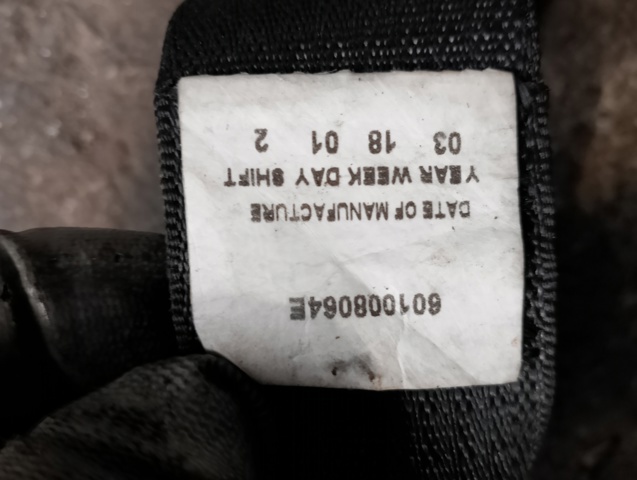 601008064E
DATE OF MANUFACTURE
YEAR WEEK DAY SHIFT
03 18 01 2